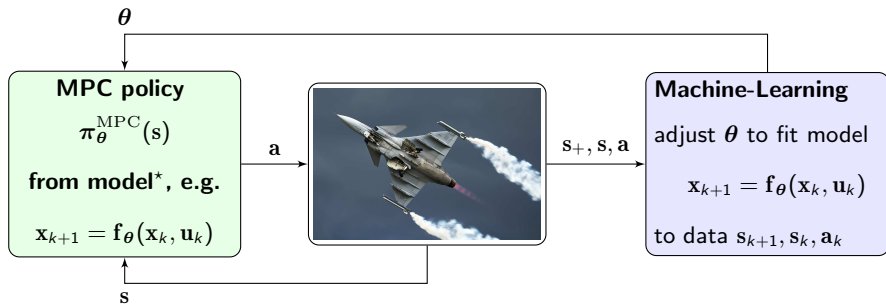 θ
MPC policy
π_θ^MPC(s)
from model⋆, e.g.
x_{k+1} = f_θ(x_k, u_k)
a
s_+, s, a
Machine-Learning
adjust θ to fit model
x_{k+1} = f_θ(x_k, u_k)
to data s_{k+1}, s_k, a_k
s